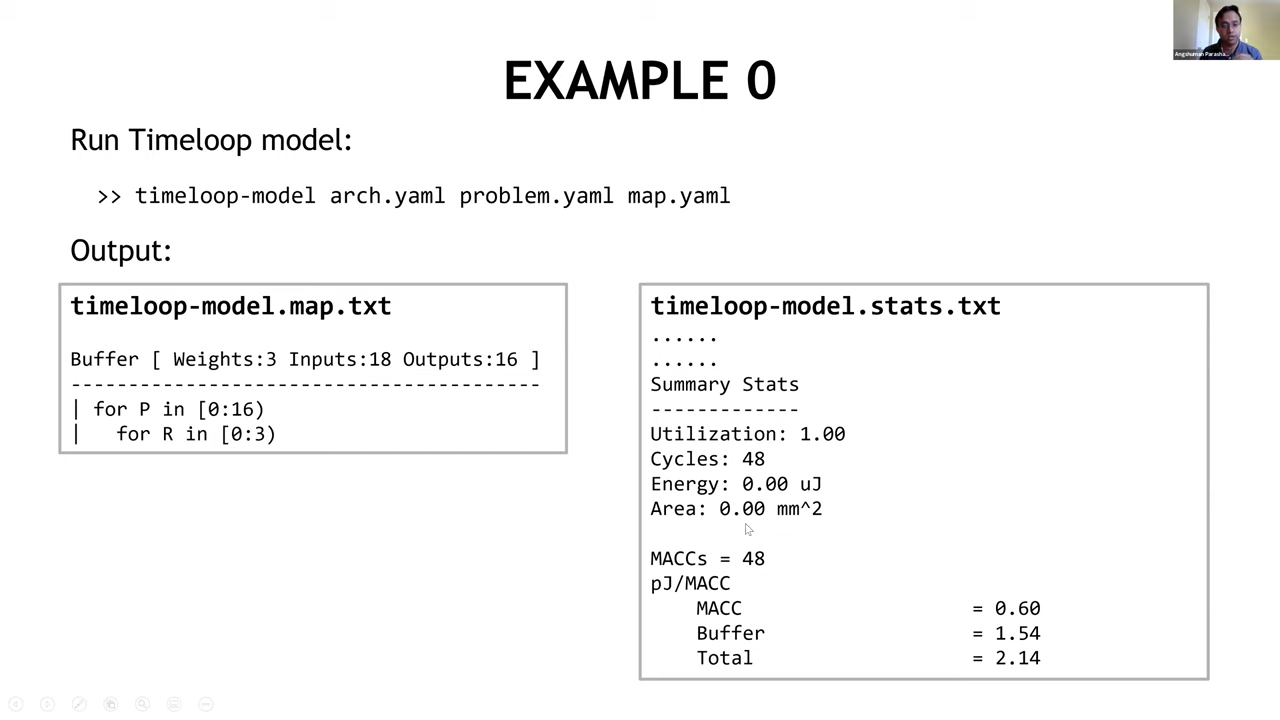 Angshuman Parasha...
EXAMPLE 0
Run Timeloop model:
>> timeloop-model arch.yaml problem.yaml map.yaml
Output:
timeloop-model.map.txt
Buffer [ Weights:3 Inputs:18 Outputs:16 ]
-----------------------------------------
| for P in [0:16)
|   for R in [0:3)
timeloop-model.stats.txt
......
......
Summary Stats
-------------
Utilization: 1.00
Cycles: 48
Energy: 0.00 uJ
Area: 0.00 mm^2
MACCs = 48
pJ/MACC
    MACC                    = 0.60
    Buffer                  = 1.54
    Total                   = 2.14